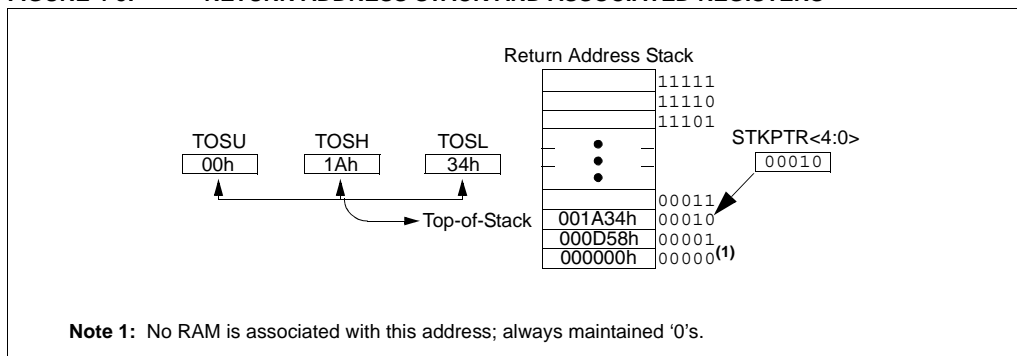 Return Address Stack
11111
11110
11101
TOSU TOSH TOSL
00h 1Ah 34h
STKPTR<4:0>
00010
00011
Top-of-Stack 001A34h 00010
000D58h 00001
000000h 00000(1)
Note 1: No RAM is associated with this address; always maintained ‘0’s.